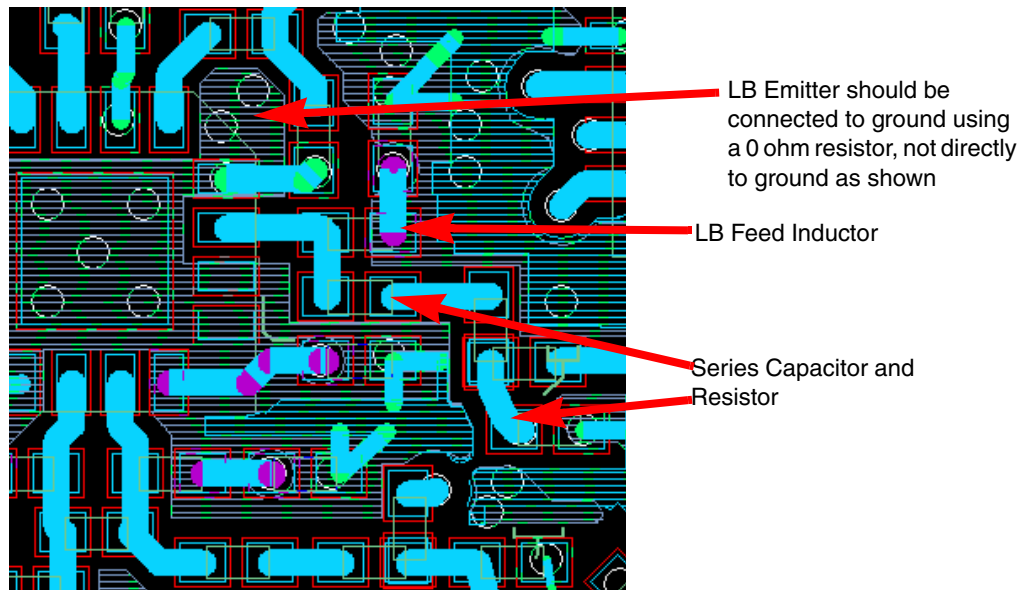 LB Emitter should be
connected to ground using
a 0 ohm resistor, not directly
to ground as shown
LB Feed Inductor
Series Capacitor and
Resistor